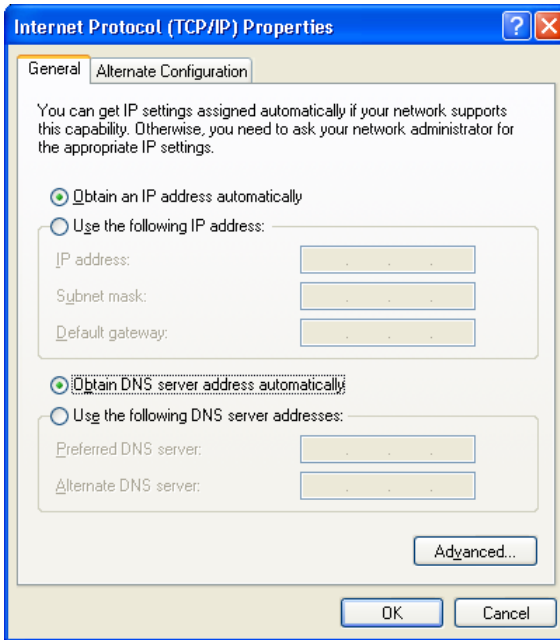 Internet Protocol (TCP/IP) Properties
General Alternate Configuration
You can get IP settings assigned automatically if your network supports
this capability. Otherwise, you need to ask your network administrator for
the appropriate IP settings.
Obtain an IP address automatically
Use the following IP address:
IP address:
Subnet mask:
Default gateway:
Obtain DNS server address automatically
Use the following DNS server addresses:
Preferred DNS server:
Alternate DNS server:
Advanced...
OK Cancel